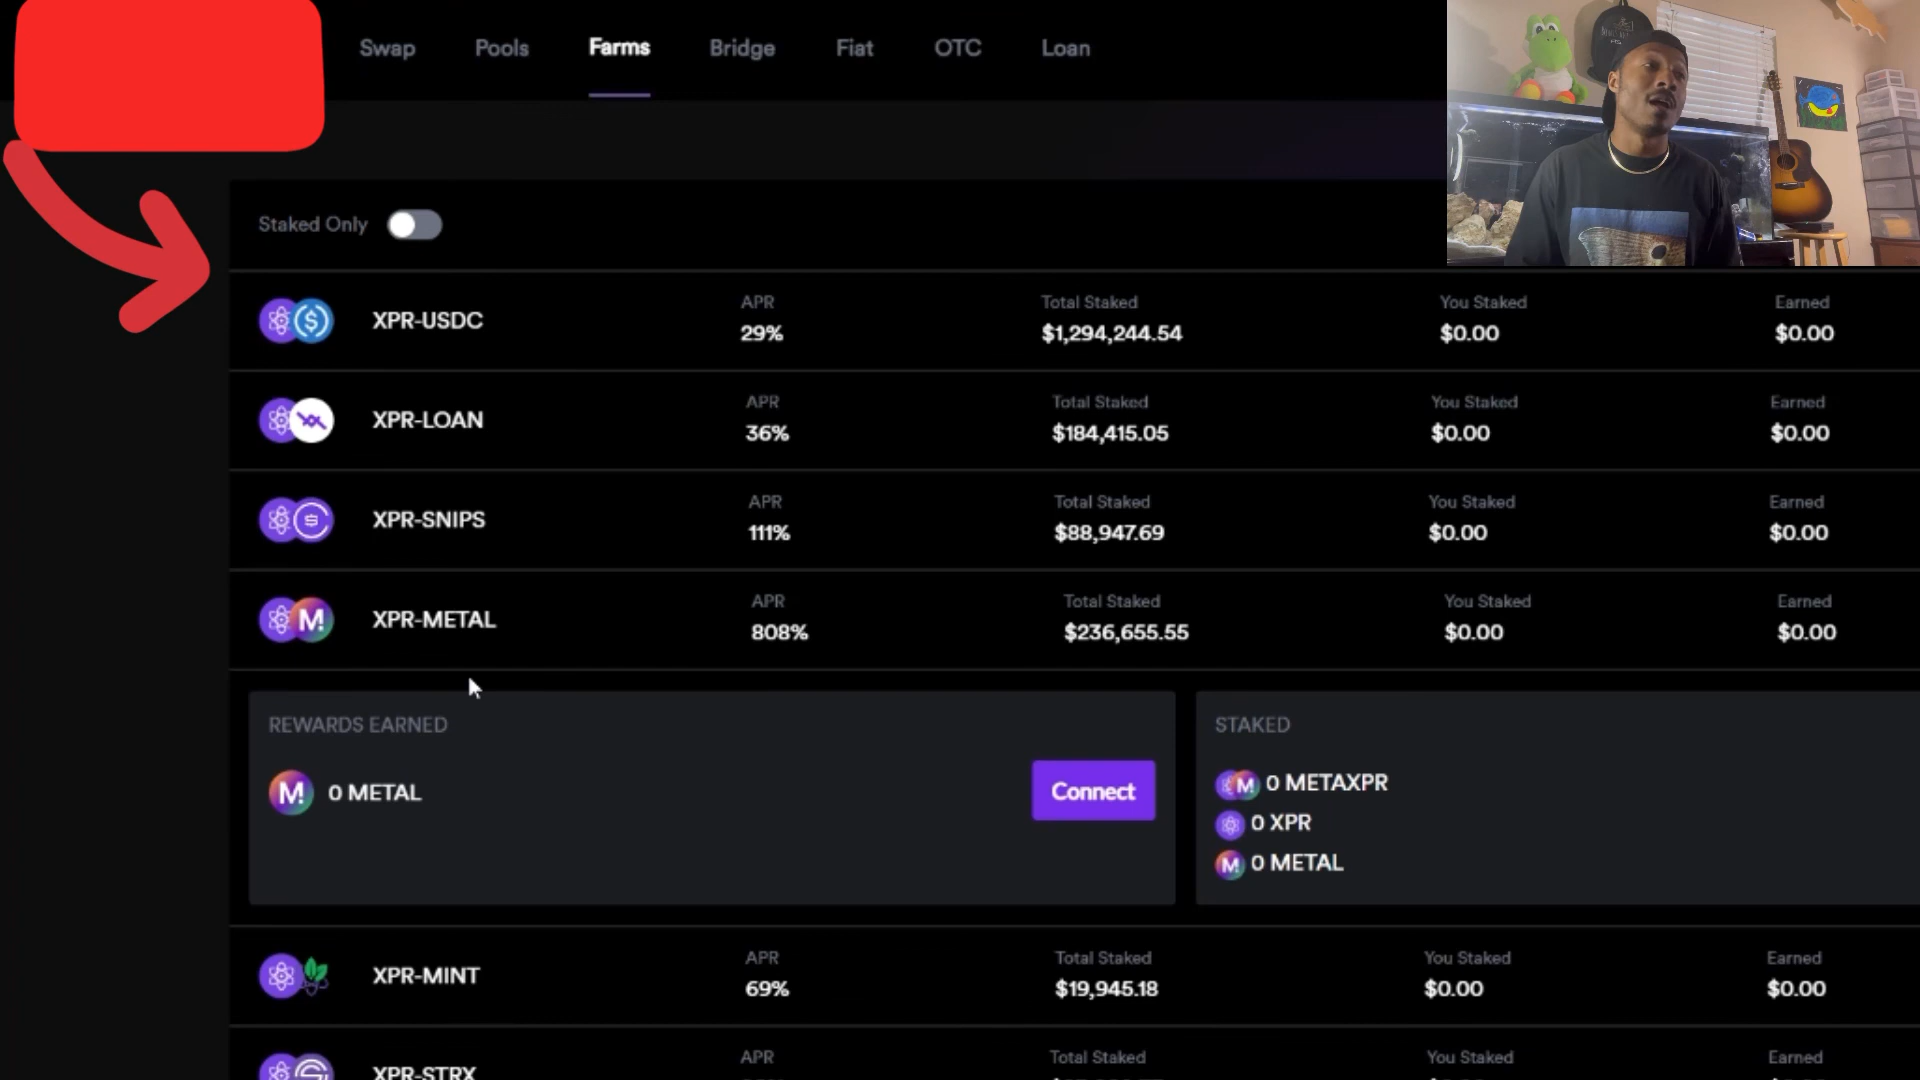 Swap Pools Farms Bridge Fiat OTC Loan
Staked Only
XPR-USDC APR 29% Total Staked $1,294,244.54 You Staked $0.00 Earned $0.00
XPR-LOAN APR 36% Total Staked $184,415.05 You Staked $0.00 Earned $0.00
XPR-SNIPS APR 111% Total Staked $88,947.69 You Staked $0.00 Earned $0.00
XPR-METAL APR 808% Total Staked $236,655.55 You Staked $0.00 Earned $0.00
REWARDS EARNED
0 METAL
Connect
STAKED
0 METAXPR
0 XPR
0 METAL
XPR-MINT APR 69% Total Staked $19,945.18 You Staked $0.00 Earned $0.00
XPR-STRX APR Total Staked You Staked Earned